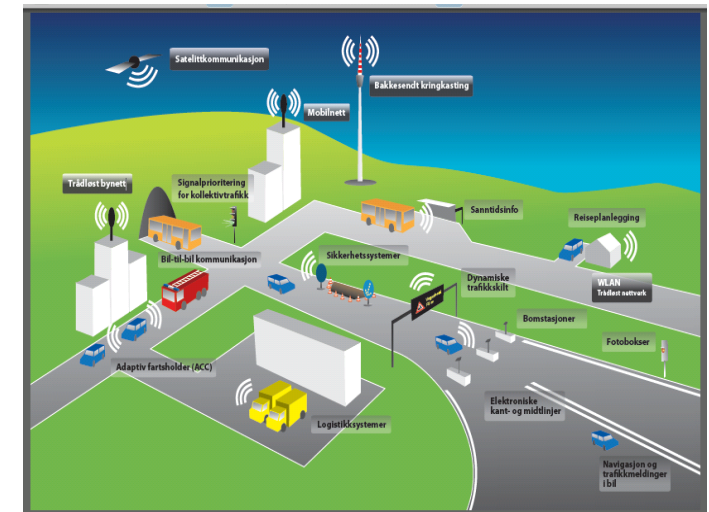 Satelittkommunikasjon
Bakkesendt kringkasting
Mobilnett
Trådløst bynett
Signalprioritering
for kollektivtrafikk
Sanntidsinfo
Reiseplanlegging
Bil-til-bil kommunikasjon
Sikkerhetssystemer
Dynamiske
trafikkskilt
WLAN
Trådløst nettverk
Bomstasjoner
Fotobokser
Adaptiv fartsholder (ACC)
Elektroniske
kant- og midtlinjer
Logistikksystemer
Navigasjon og
trafikkmeldinger
i bil